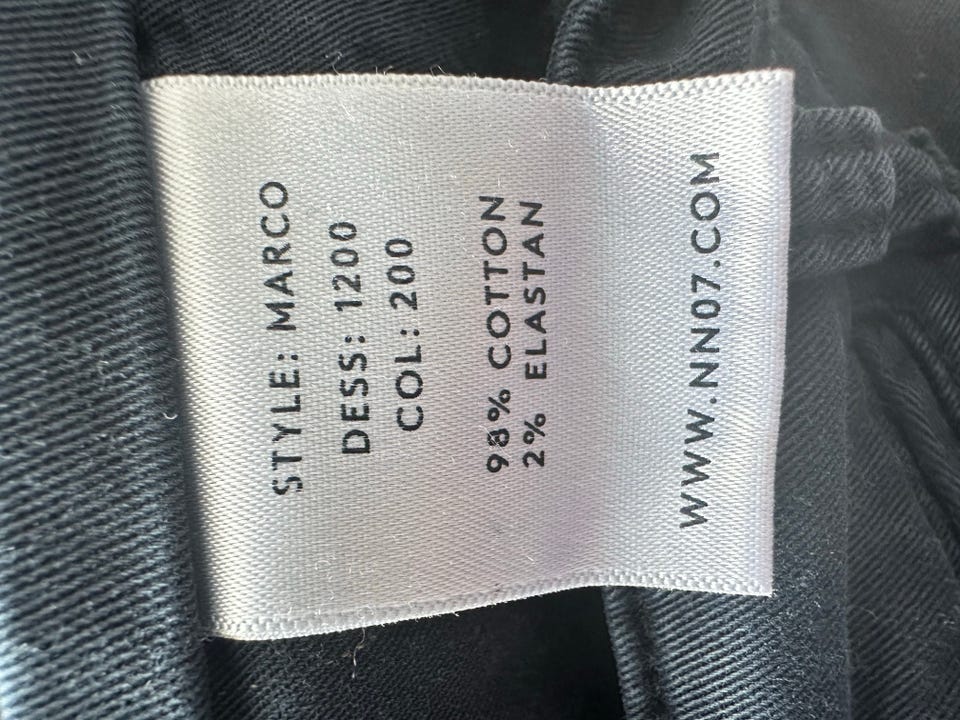 STYLE: MARCO
DESS: 1200
COL: 200
98% COTTON
2% ELASTAN
WWW.NN07.COM